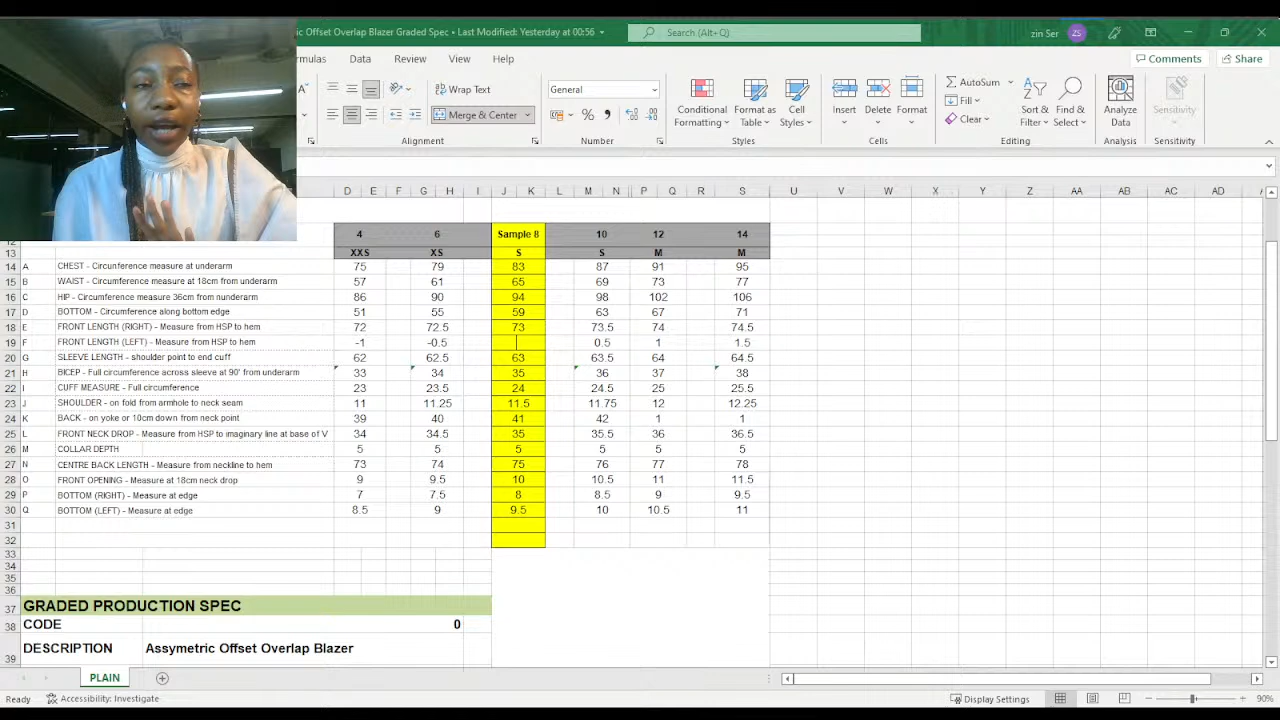 ic Offset Overlap Blazer Graded Spec • Last Modified: Yesterday at 00:56
Search (Alt+Q)
zin Ser ZS
rmulas Data Review View Help
Comments Share
Wrap Text
Merge & Center
General
Conditional Formatting
Format as Table
Cell Styles
Insert Delete Format
AutoSum
Fill
Clear
Sort & Filter
Find & Select
Analyze Data
Sensitivity
Alignment Number Styles Cells Editing Analysis Sensitivity
D E F G H I J K L M N P Q R S U V W X Y Z AA AB AC AD
4 6 Sample 8 10 12 14
12
13 XXS XS S S M M
14 A CHEST - Circunference measure at underarm 75 79 83 87 91 95
15 B WAIST - Circumference measure at 18cm from underarm 57 61 65 69 73 77
16 C HIP - Circumference measure 36cm from nunderarm 86 90 94 98 102 106
17 D BOTTOM - Circumference along bottom edge 51 55 59 63 67 71
18 E FRONT LENGTH (RIGHT) - Measure from HSP to hem 72 72.5 73 73.5 74 74.5
19 F FRONT LENGTH (LEFT) - Measure from HSP to hem -1 -0.5 0.5 1 1.5
20 G SLEEVE LENGTH - shoulder point to end cuff 62 62.5 63 63.5 64 64.5
21 H BICEP - Full circumference across sleeve at 90' from underarm 33 34 35 36 37 38
22 I CUFF MEASURE - Full circumference 23 23.5 24 24.5 25 25.5
23 J SHOULDER - on fold from armhole to neck seam 11 11.25 11.5 11.75 12 12.25
24 K BACK - on yoke or 10cm down from neck point 39 40 41 42 1 1
25 L FRONT NECK DROP - Measure from HSP to imaginary line at base of V 34 34.5 35 35.5 36 36.5
26 M COLLAR DEPTH 5 5 5 5 5 5
27 N CENTRE BACK LENGTH - Measure from neckline to hem 73 74 75 76 77 78
28 O FRONT OPENING - Measure at 18cm neck drop 9 9.5 10 10.5 11 11.5
29 P BOTTOM (RIGHT) - Measure at edge 7 7.5 8 8.5 9 9.5
30 Q BOTTOM (LEFT) - Measure at edge 8.5 9 9.5 10 10.5 11
31
32
33
34
35
36
37 GRADED PRODUCTION SPEC
38 CODE 0
39 DESCRIPTION Assymetric Offset Overlap Blazer
PLAIN
Ready Accessibility: Investigate Display Settings 90%